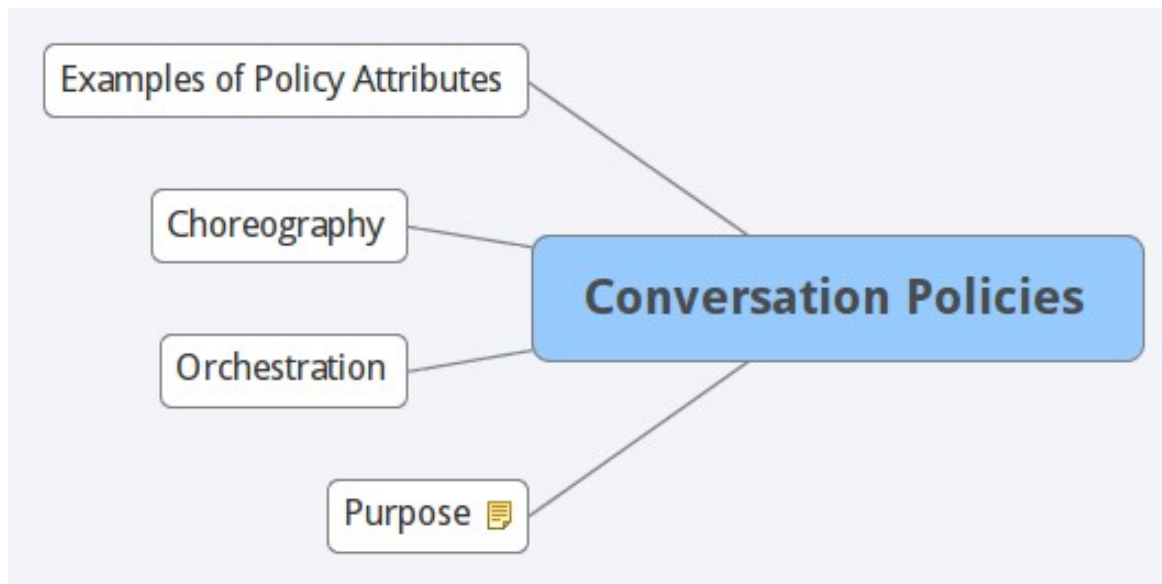 Examples of Policy Attributes
Choreography
Conversation Policies
Orchestration
Purpose